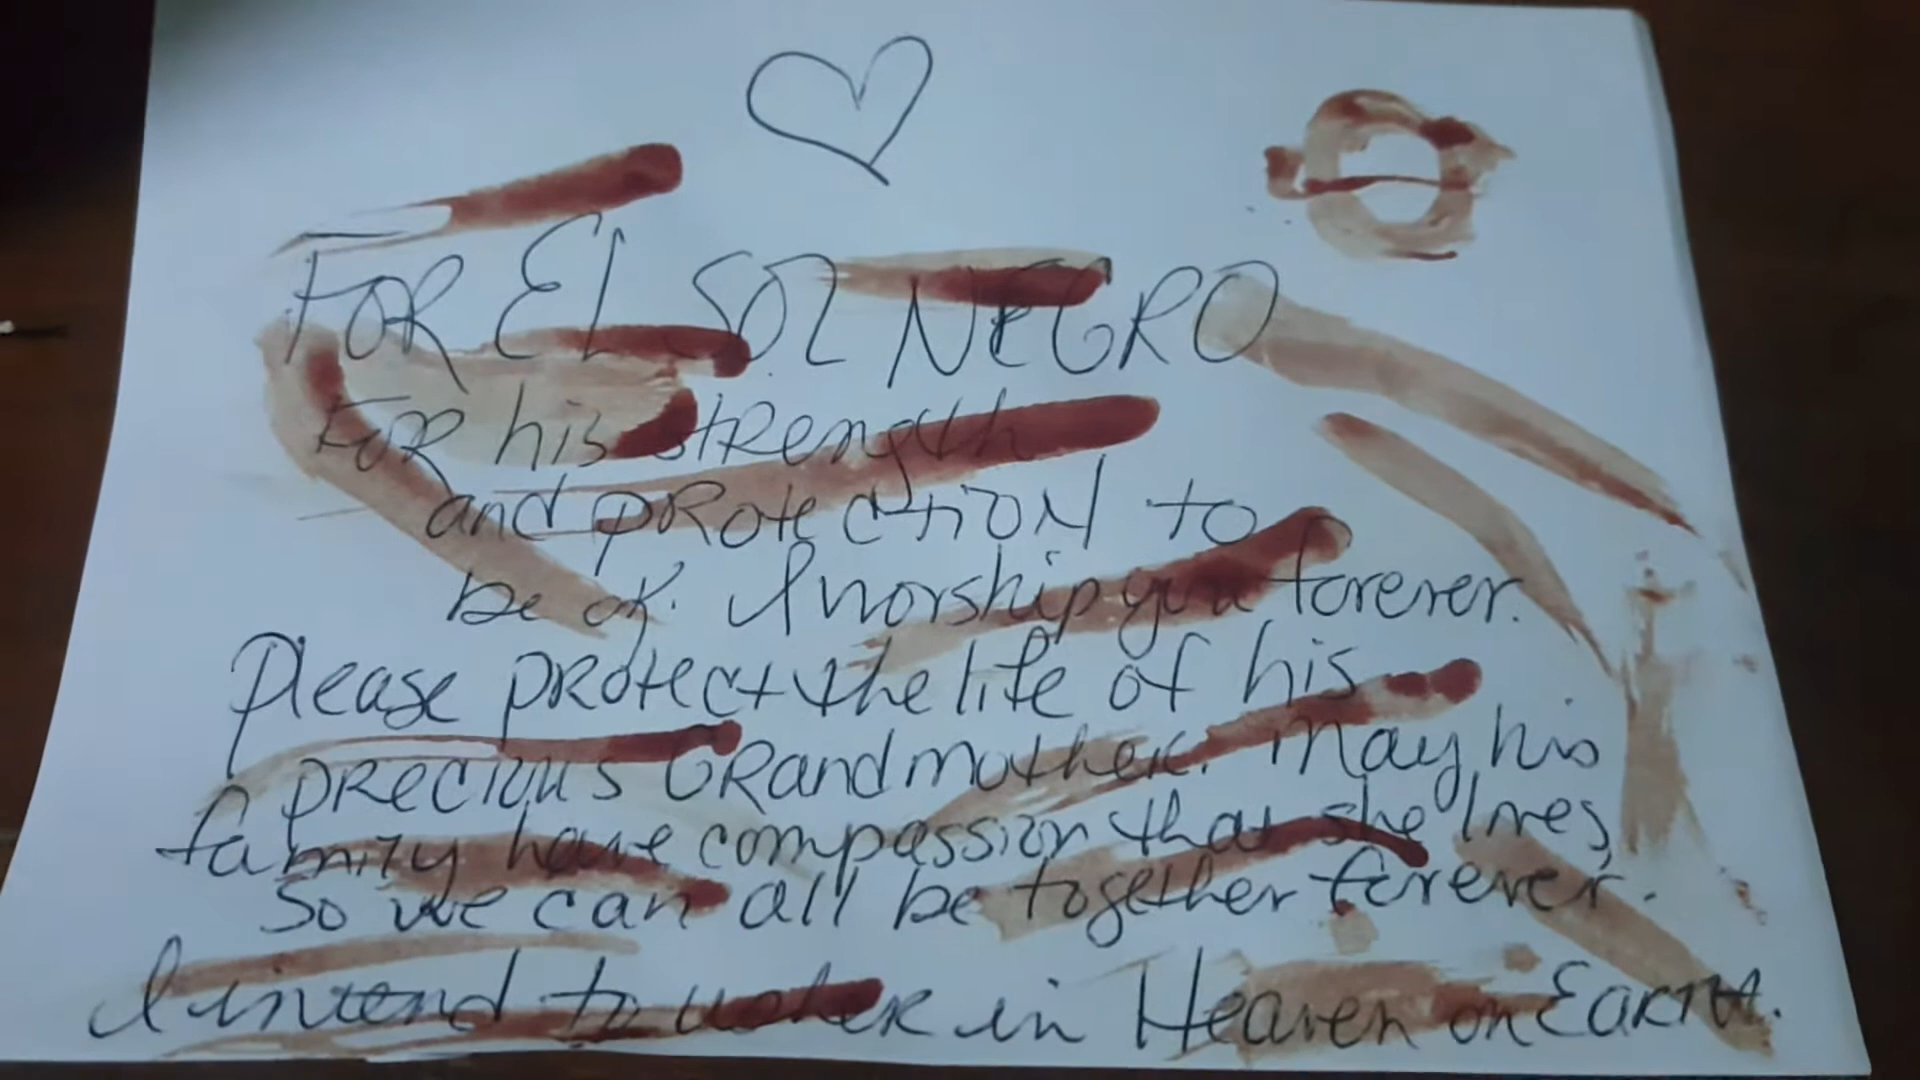 FOR EL SOL NEGRO
FOR his strength
and protection to
be ok. I worship you forever.
Please protect the life of his
precious Grandmother. May his
family have compassion that she lives,
so we can all be together forever.
I intend to usher in Heaven on Earth.